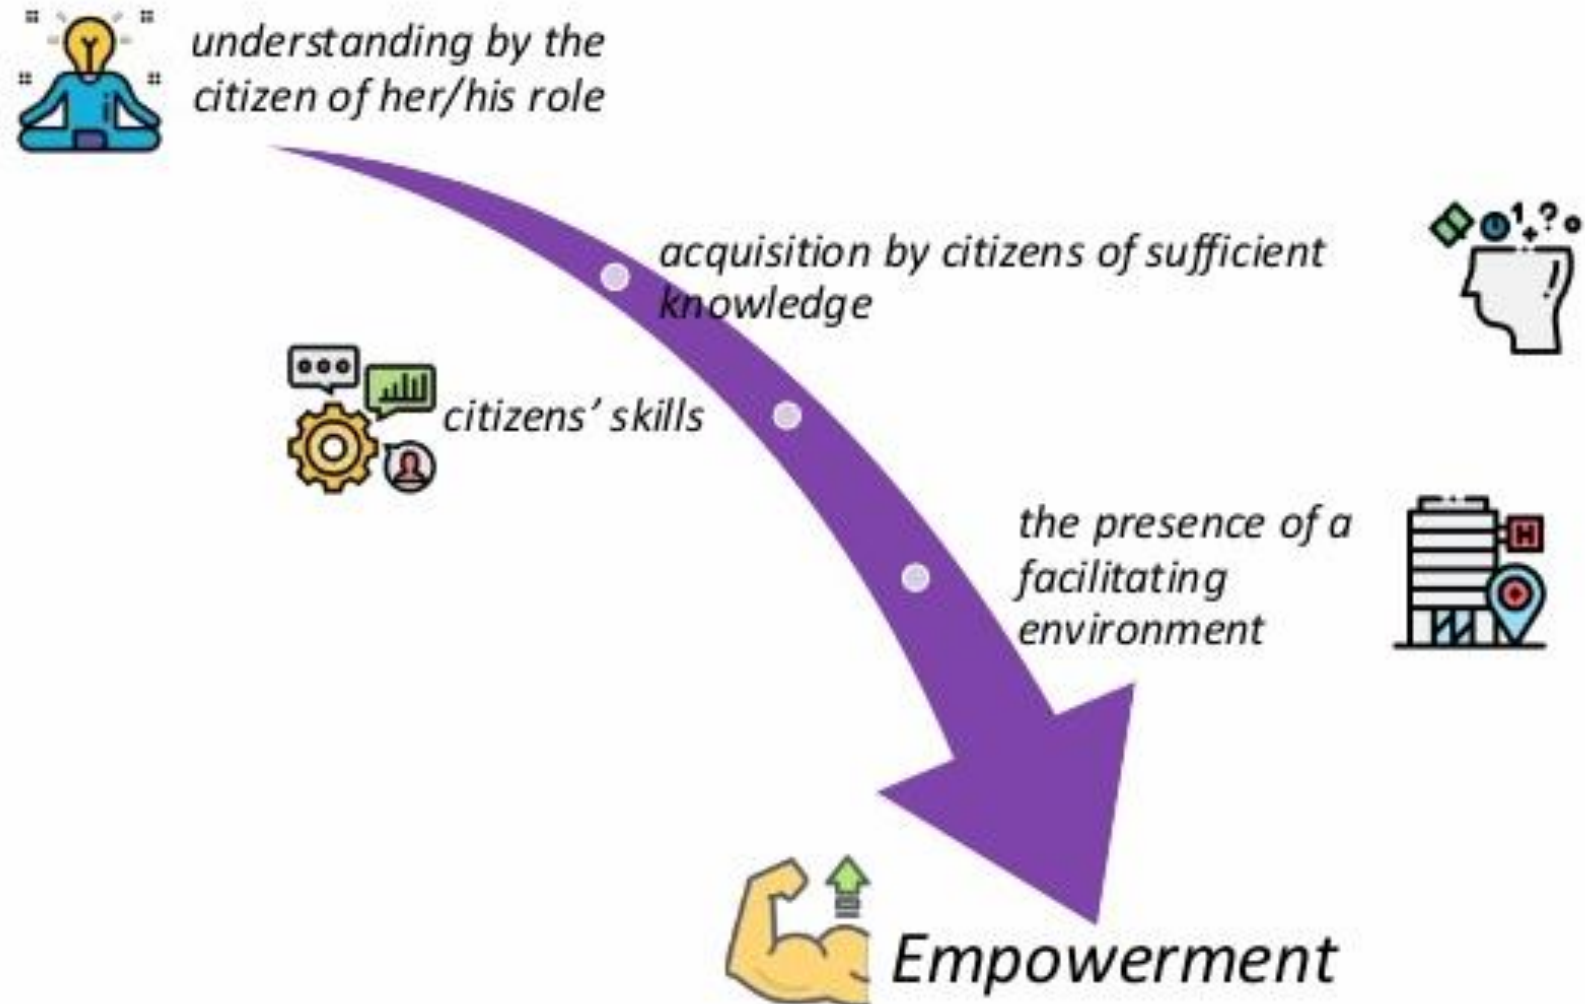 understanding by the
citizen of her/his role
acquisition by citizens of sufficient
knowledge
citizens’ skills
the presence of a
facilitating
environment
H
Empowerment